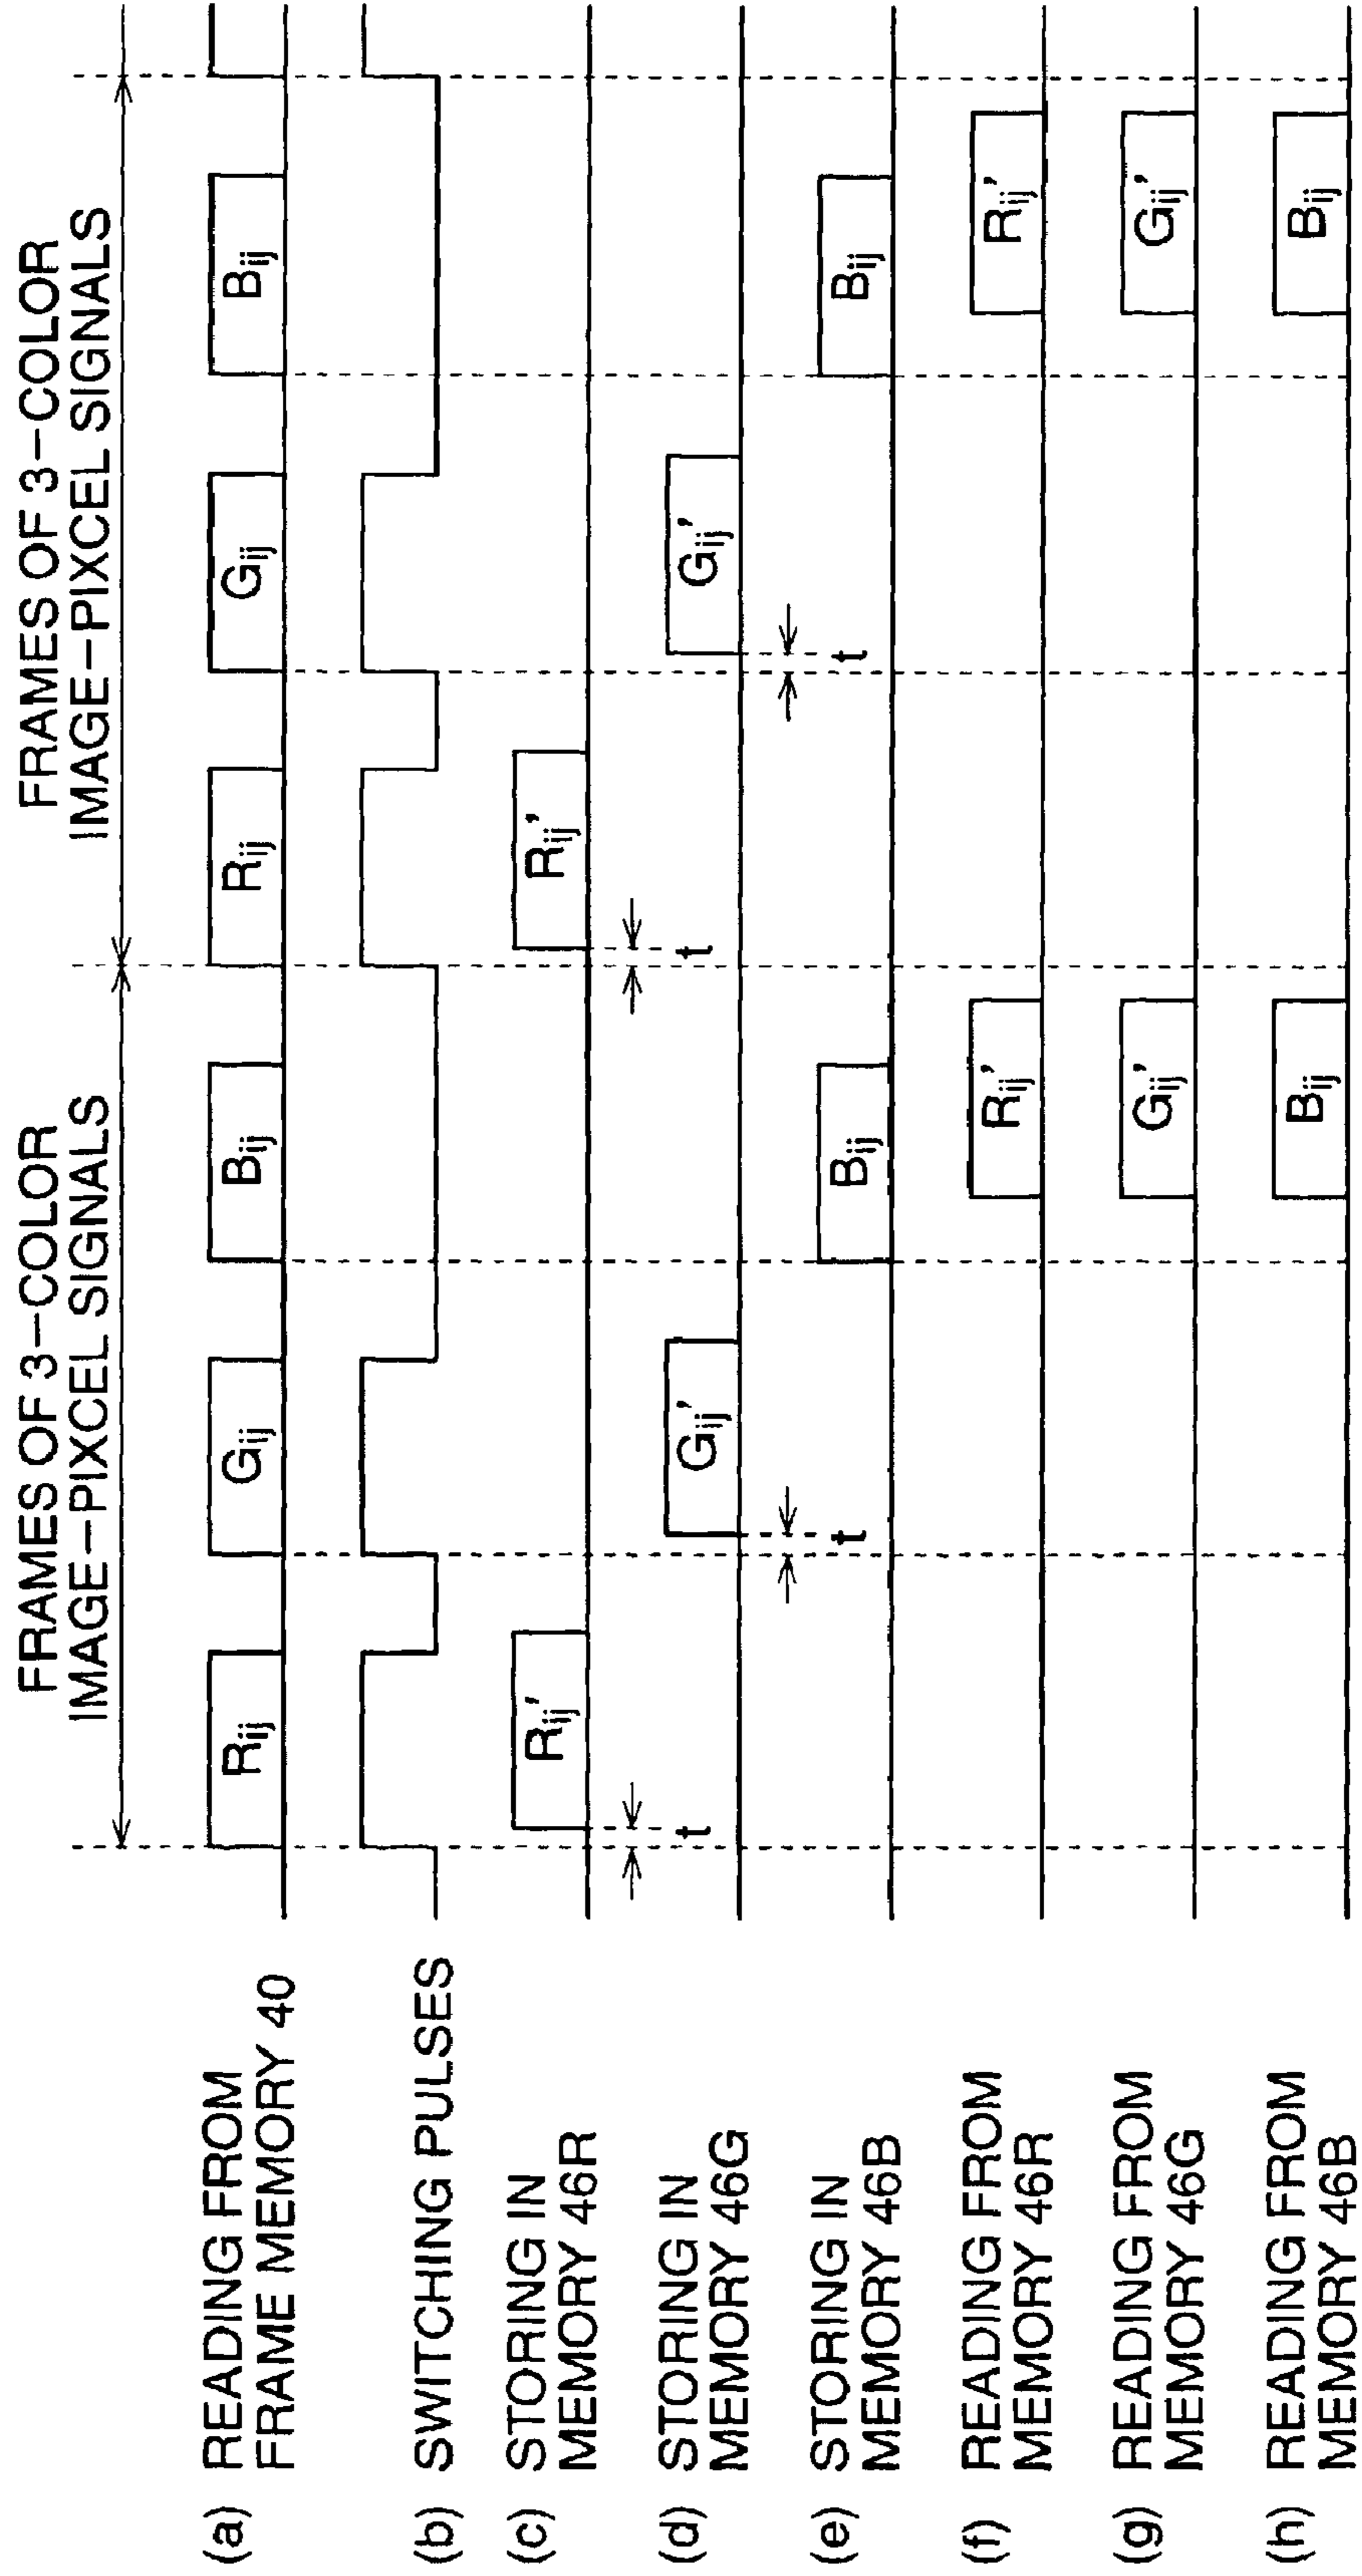 FRAMES OF 3-COLOR
IMAGE-PIXCEL SIGNALS
FRAMES OF 3-COLOR
IMAGE-PIXCEL SIGNALS
(a) READING FROM
FRAME MEMORY 40
Rij
Gij
Bij
Rij
Gij
Bij
(b) SWITCHING PULSES
(c) STORING IN
MEMORY 46R
Rij'
Rij'
t
t
(d) STORING IN
MEMORY 46G
Gij'
Gij'
t
t
(e) STORING IN
MEMORY 46B
Bij
Bij
(f) READING FROM
MEMORY 46R
Rij'
Rij'
(g) READING FROM
MEMORY 46G
Gij'
Gij'
(h) READING FROM
MEMORY 46B
Bij
Bij